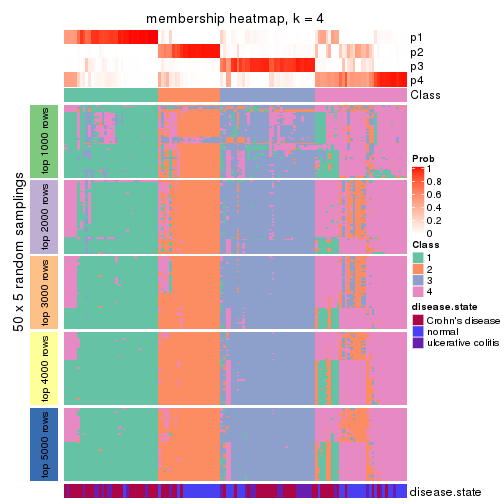 membership heatmap, k = 4
p1
p2
p3
p4
Class
50 x 5 random samplings
top 1000 rows
top 2000 rows
top 3000 rows
top 4000 rows
top 5000 rows
Prob
1
0.8
0.6
0.4
0.2
0
Class
1
2
3
4
disease.state
Crohn's disease
normal
ulcerative colitis
disease.state